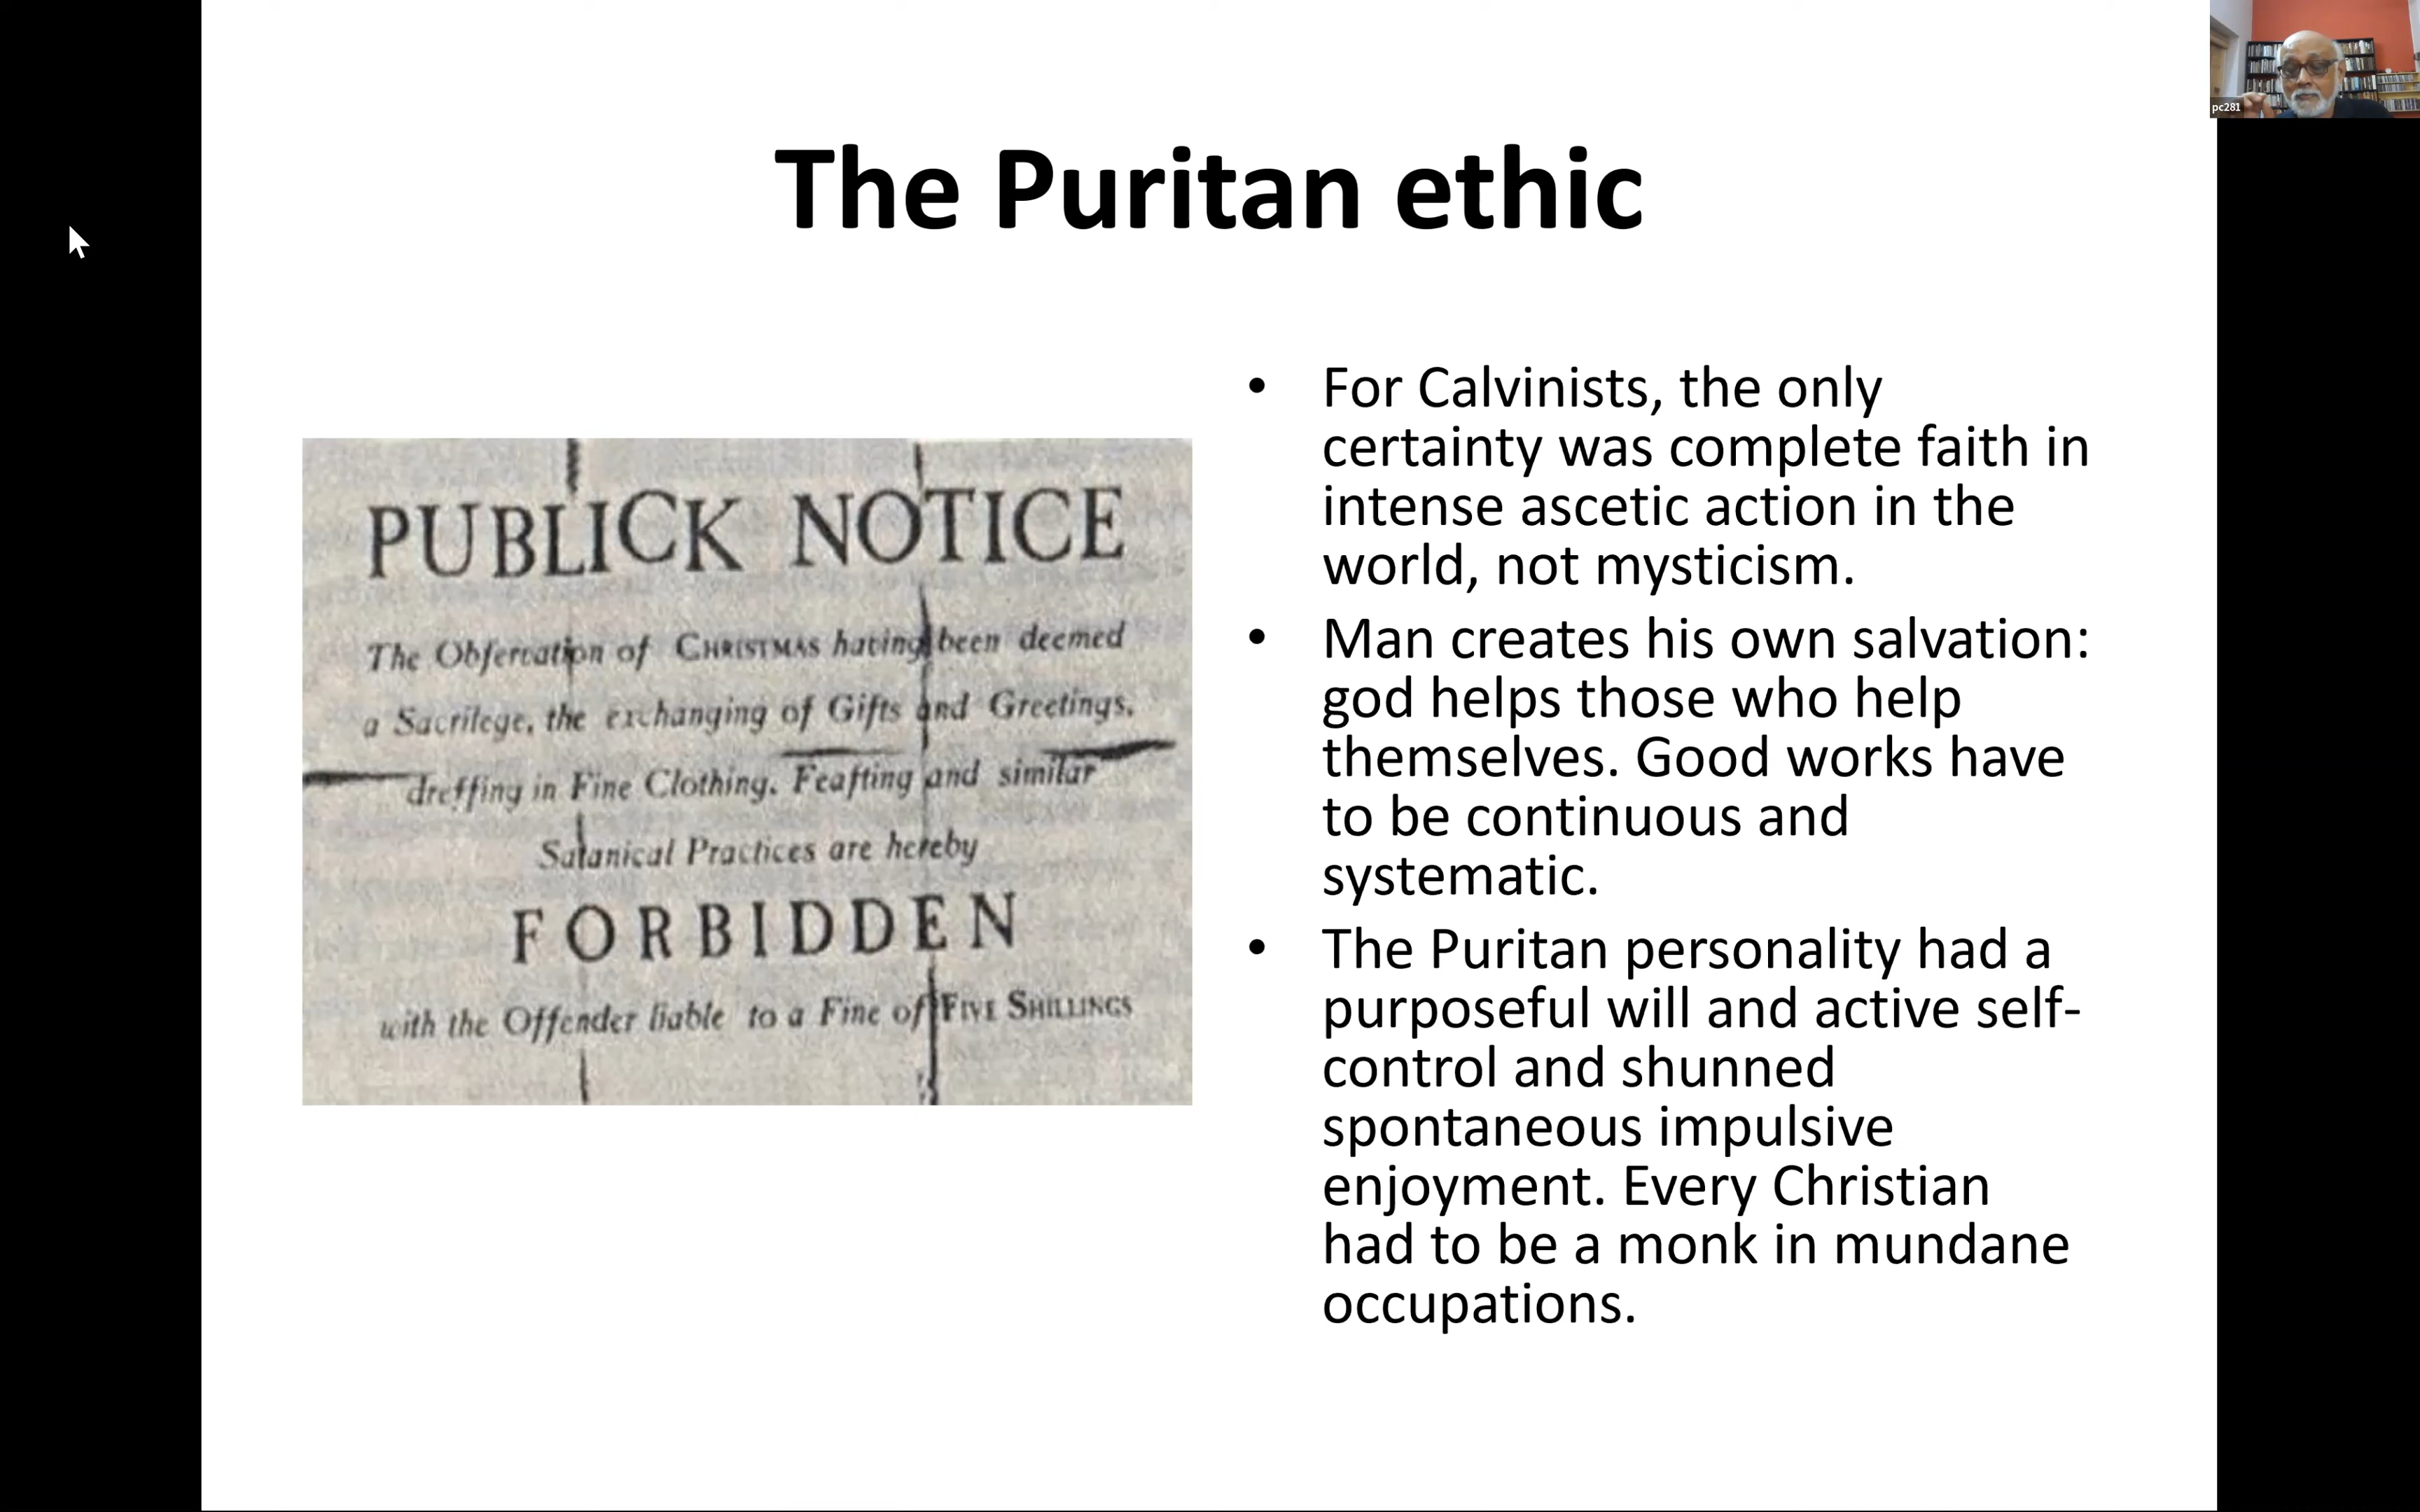 The Puritan ethic
PUBLICK NOTICE
The Obſervation of CHRISTMAS having been deemed
a Sacrilege, the exchanging of Gifts and Greetings,
dreſſing in Fine Clothing, Feaſting and similar
Satanical Practices are hereby
FORBIDDEN
with the Offender liable to a Fine of FIVE SHILLINGS
• For Calvinists, the only
certainty was complete faith in
intense ascetic action in the
world, not mysticism.
• Man creates his own salvation:
god helps those who help
themselves. Good works have
to be continuous and
systematic.
• The Puritan personality had a
purposeful will and active self-
control and shunned
spontaneous impulsive
enjoyment. Every Christian
had to be a monk in mundane
occupations.
pc281